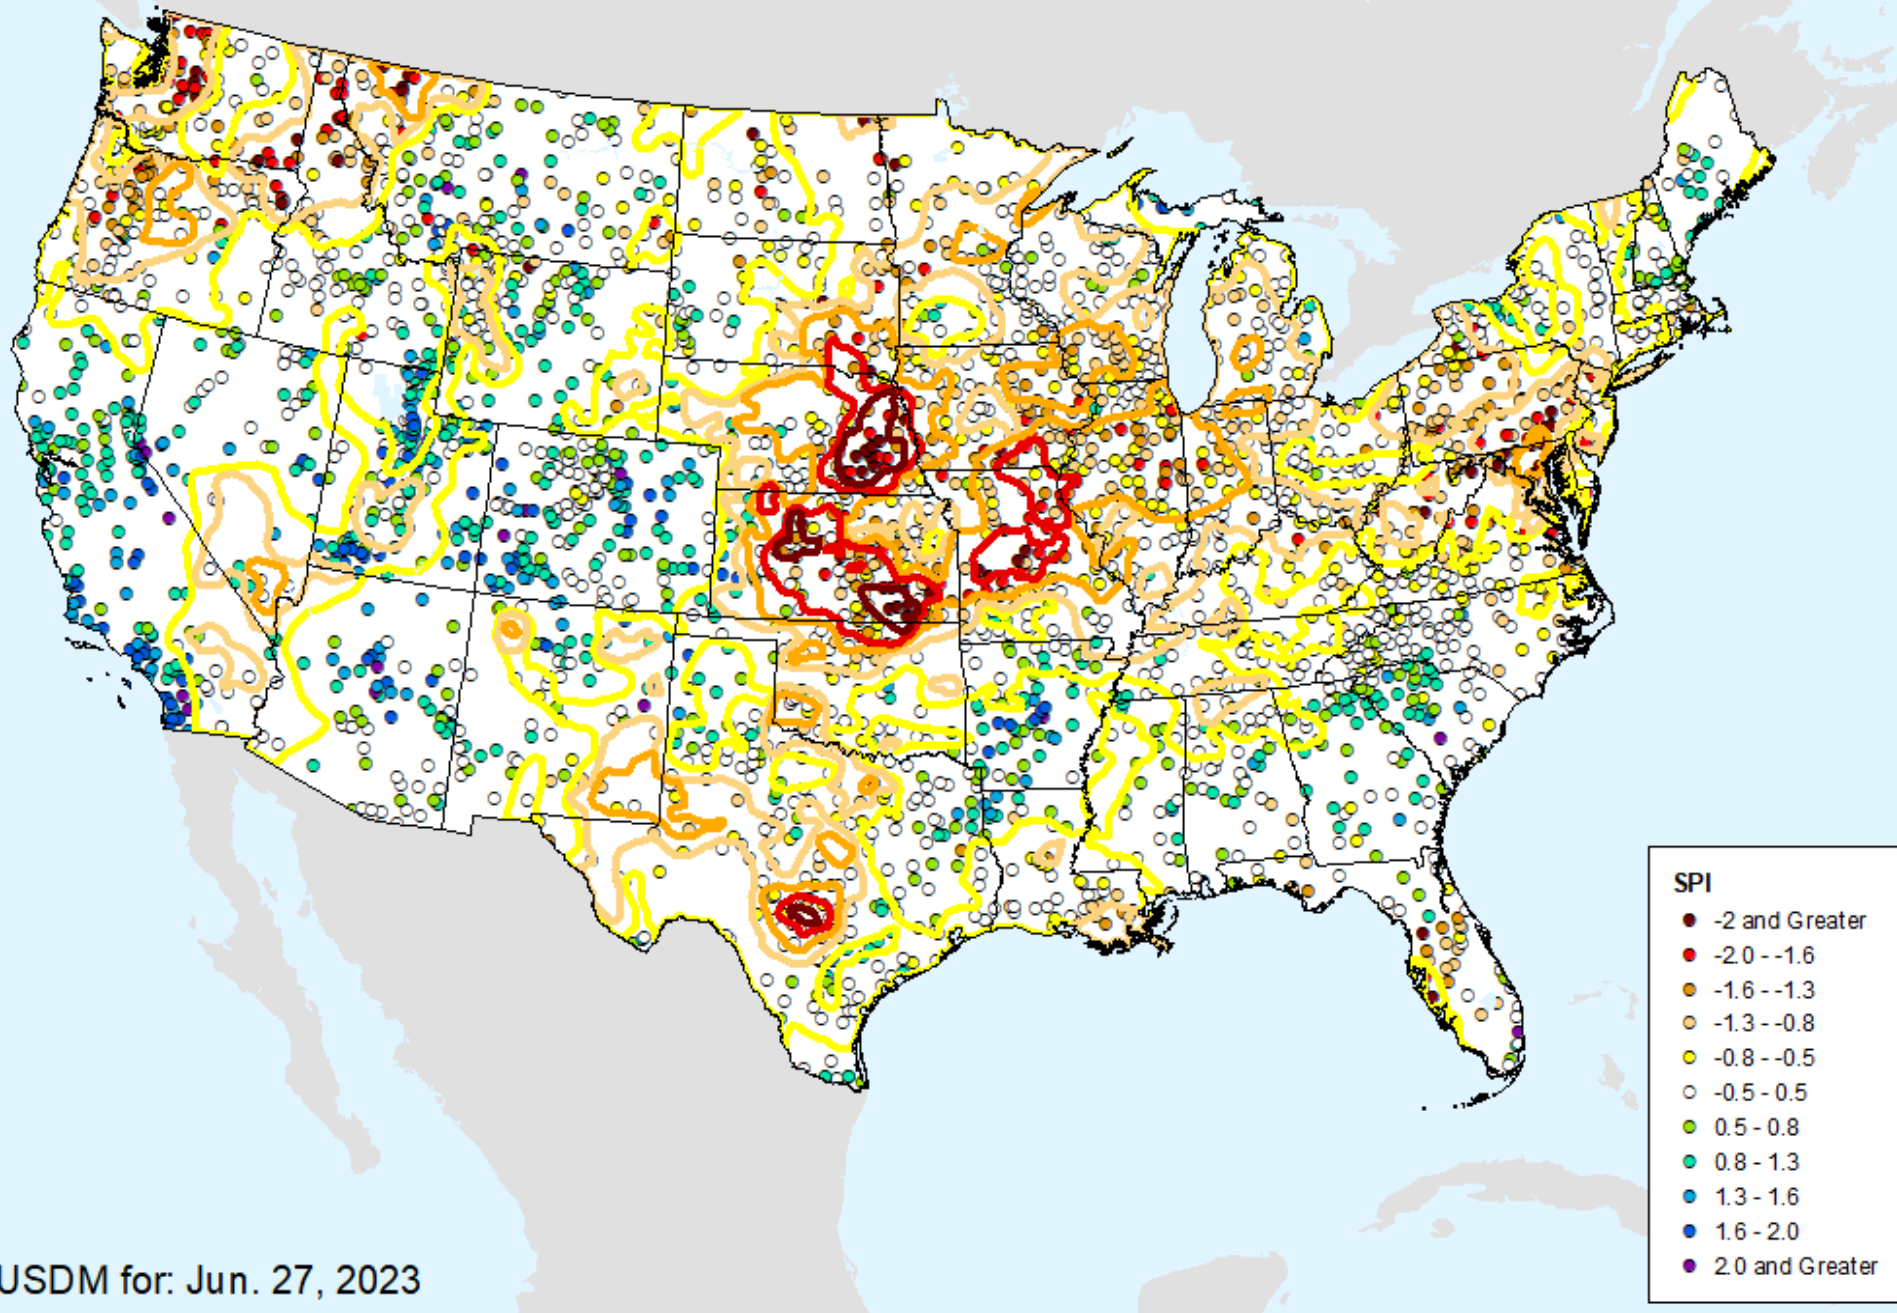 SPI
-2 and Greater
-2.0 - -1.6
-1.6 - -1.3
-1.3 - -0.8
-0.8 - -0.5
-0.5 - 0.5
0.5 - 0.8
0.8 - 1.3
1.3 - 1.6
1.6 - 2.0
2.0 and Greater
USDM for: Jun. 27, 2023